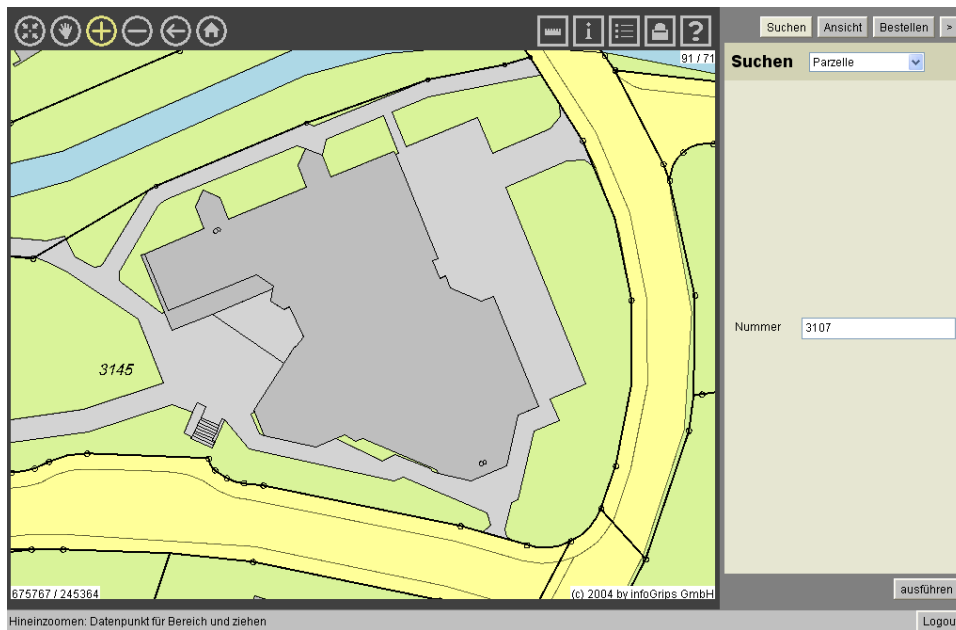 Suchen Ansicht Bestellen »
i ?
91 / 71
Suchen Parzelle
Nummer 3107
3145
675767 / 245364
(c) 2004 by infoGrips GmbH
ausführen
Hineinzoomen: Datenpunkt für Bereich und ziehen
Logou